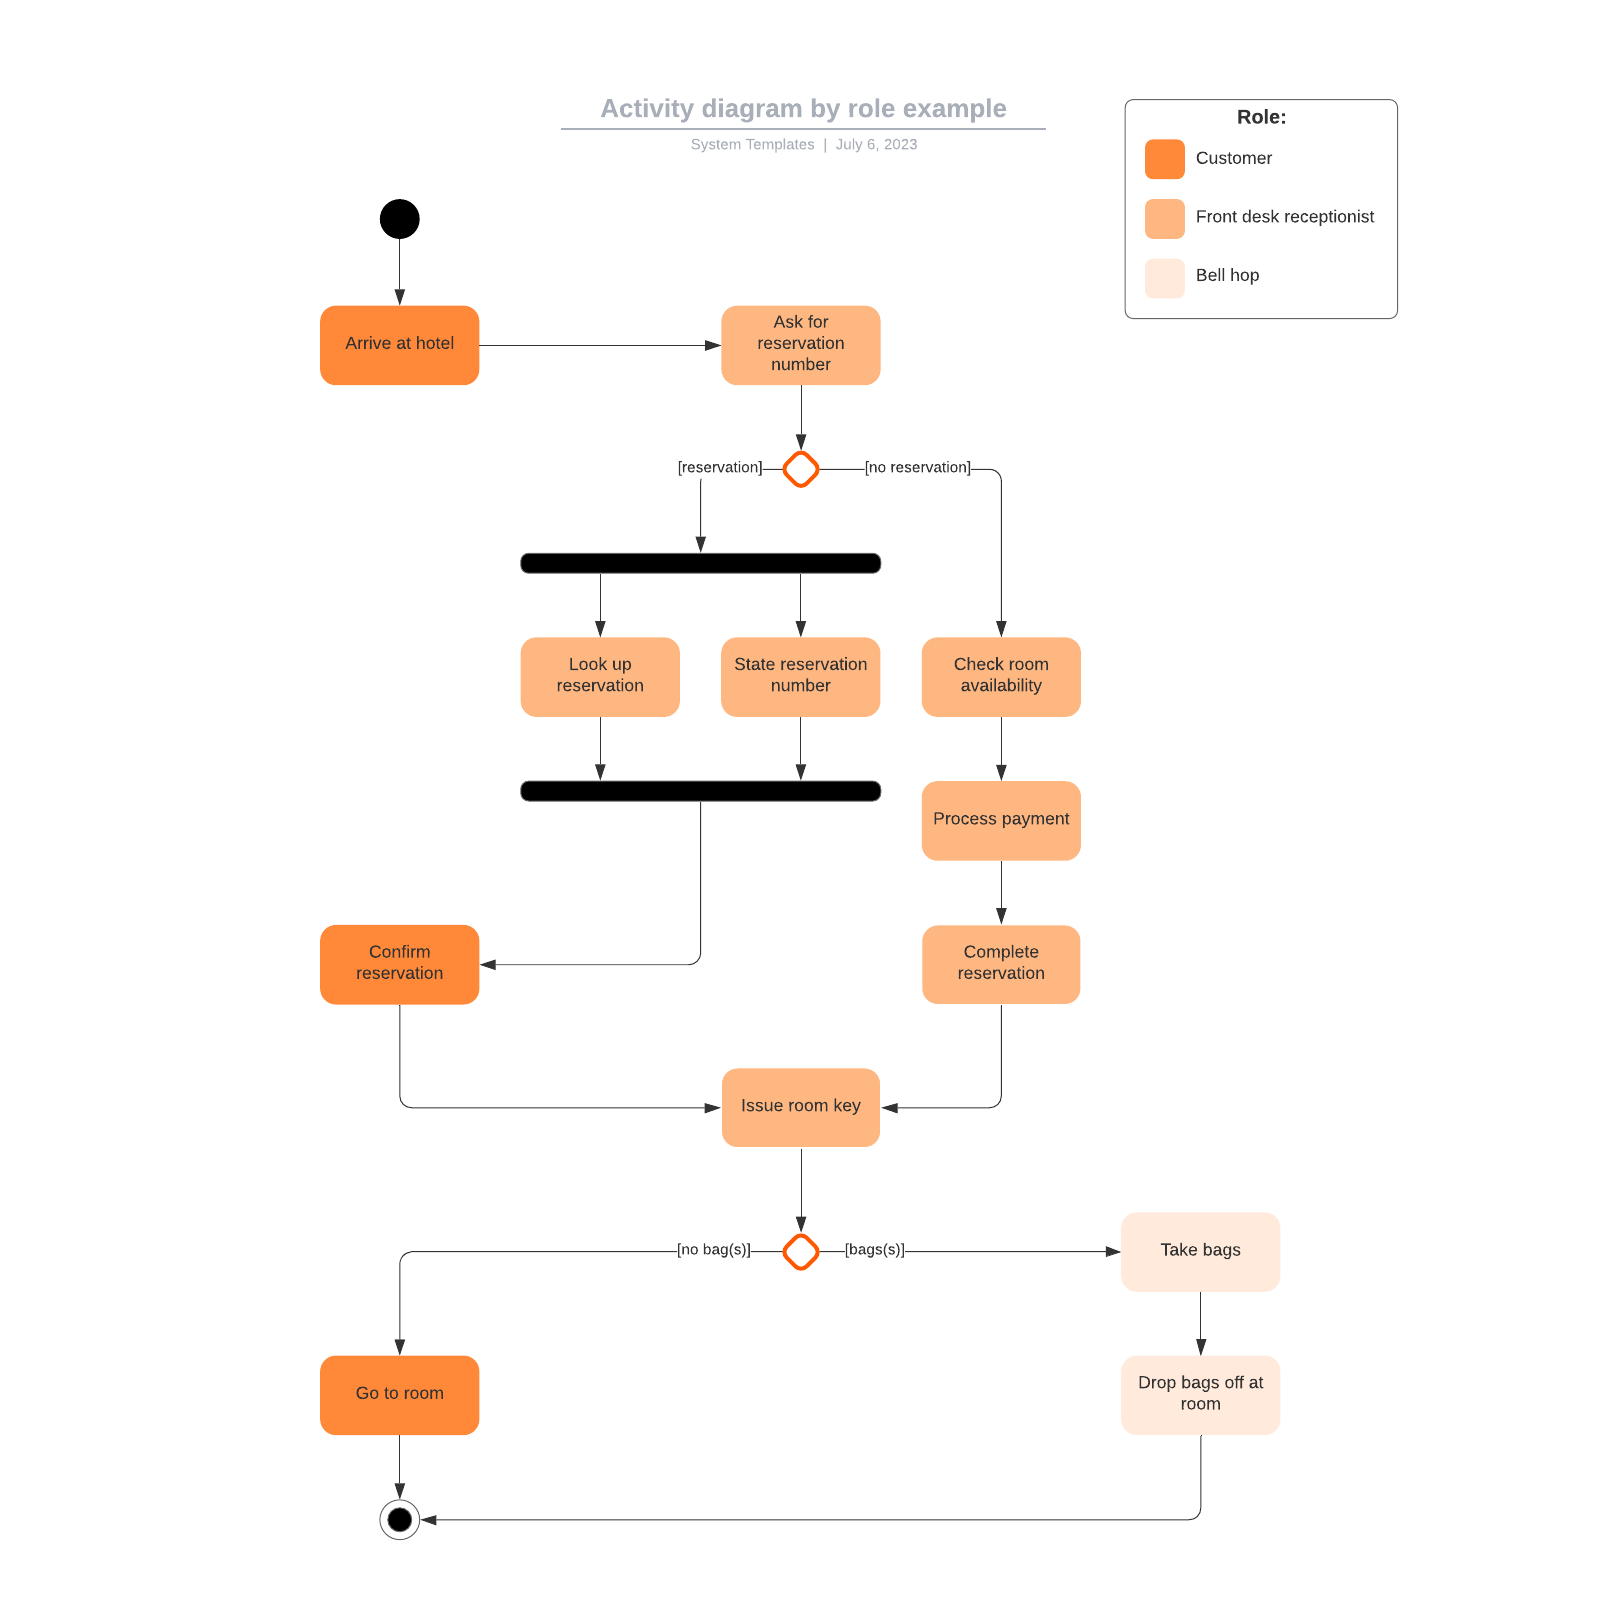 Activity diagram by role example
System Templates | July 6, 2023
Role:
Customer
Front desk receptionist
Bell hop
Arrive at hotel
Ask for
reservation
number
[reservation]
[no reservation]
Look up
reservation
State reservation
number
Check room
availability
Process payment
Confirm
reservation
Complete
reservation
Issue room key
[no bag(s)]
[bags(s)]
Take bags
Go to room
Drop bags off at
room